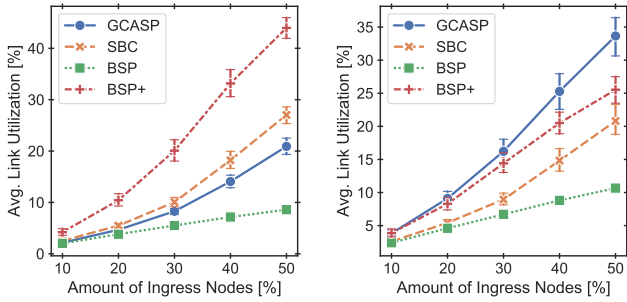 GCASP
SBC
BSP
BSP+
Avg. Link Utilization [%]
40
30
20
10
0
10 20 30 40 50
Amount of Ingress Nodes [%]
GCASP
SBC
BSP
BSP+
Avg. Link Utilization [%]
35
30
25
20
15
10
5
10 20 30 40 50
Amount of Ingress Nodes [%]